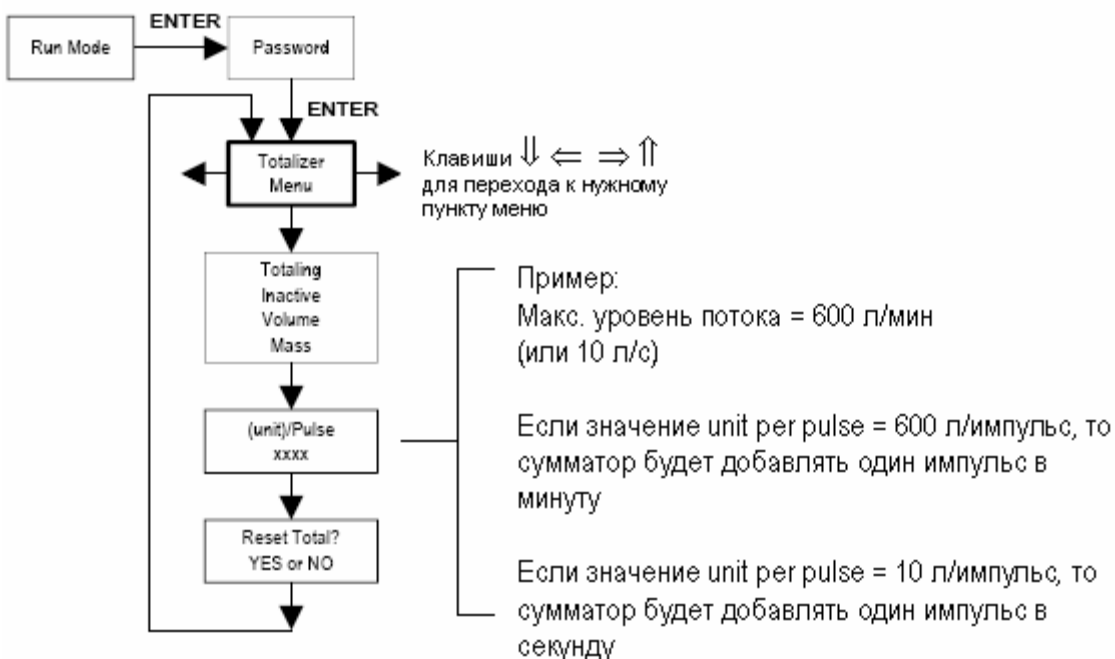 ENTER
Run Mode
Password
ENTER
Totalizer
Menu
Клавиши ⇓ ⇐ ⇒ ⇑
для перехода к нужному
пункту меню
Totaling
Inactive
Volume
Mass
(unit)/Pulse
xxxx
Reset Total?
YES or NO
Пример:
Макс. уровень потока = 600 л/мин
(или 10 л/с)
Если значение unit per pulse = 600 л/импульс, то
сумматор будет добавлять один импульс в
минуту
Если значение unit per pulse = 10 л/импульс, то
сумматор будет добавлять один импульс в
секунду